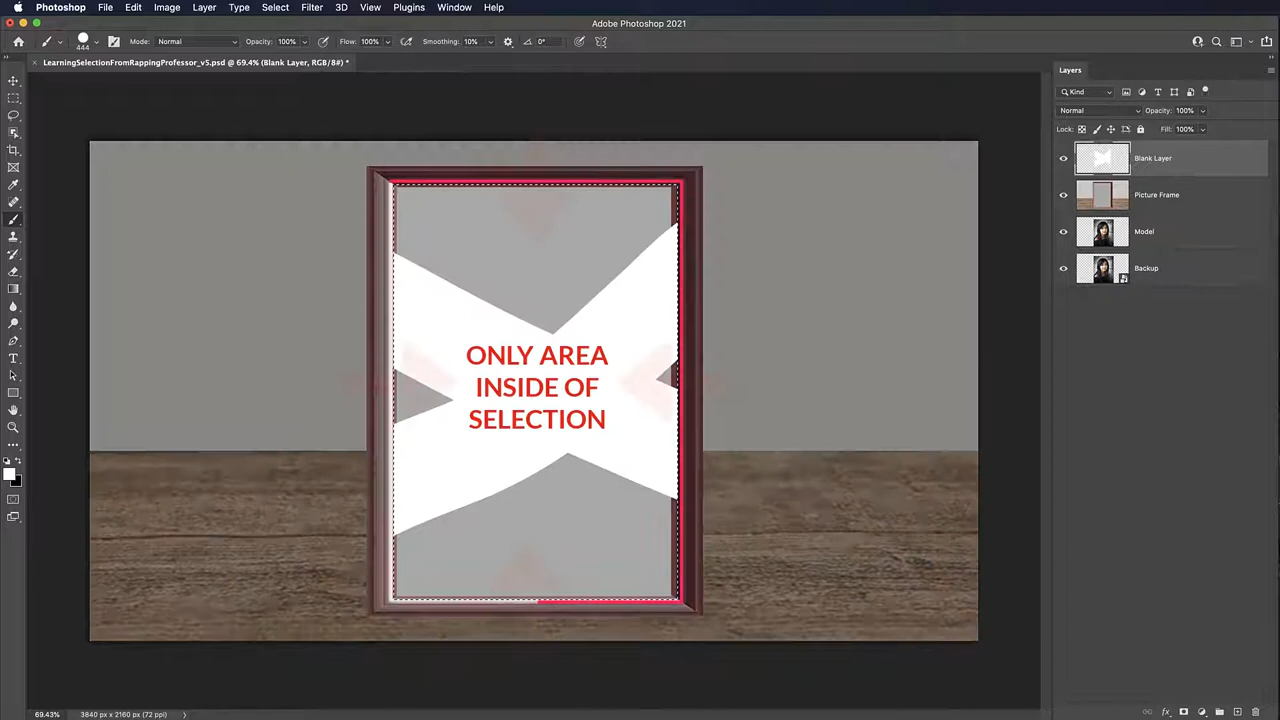 Photoshop File Edit Image Layer Type Select Filter 3D View Plugins Window Help
Adobe Photoshop 2021
444 Mode: Normal Opacity: 100% Flow: 100% Smoothing: 10% 0°
× LearningSelectionFromRappingProfessor_v5.psd @ 69.4% (Blank Layer, RGB/8#) *
Layers
Kind
Normal Opacity: 100%
Lock: Fill: 100%
Blank Layer
Picture Frame
Model
Backup
ONLY AREA
INSIDE OF
SELECTION
69.43% 3840 px x 2160 px (72 ppi)